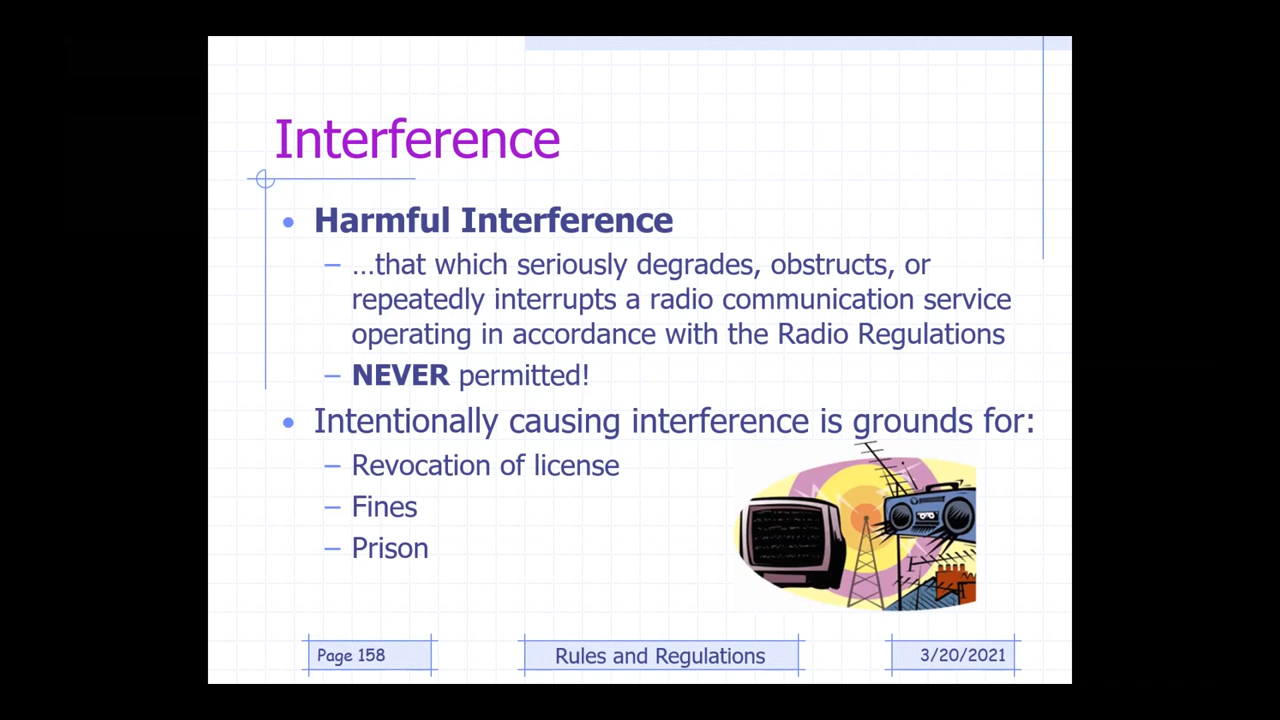 Interference
• Harmful Interference
– …that which seriously degrades, obstructs, or
repeatedly interrupts a radio communication service
operating in accordance with the Radio Regulations
– NEVER permitted!
• Intentionally causing interference is grounds for:
– Revocation of license
– Fines
– Prison
Page 158
Rules and Regulations
3/20/2021